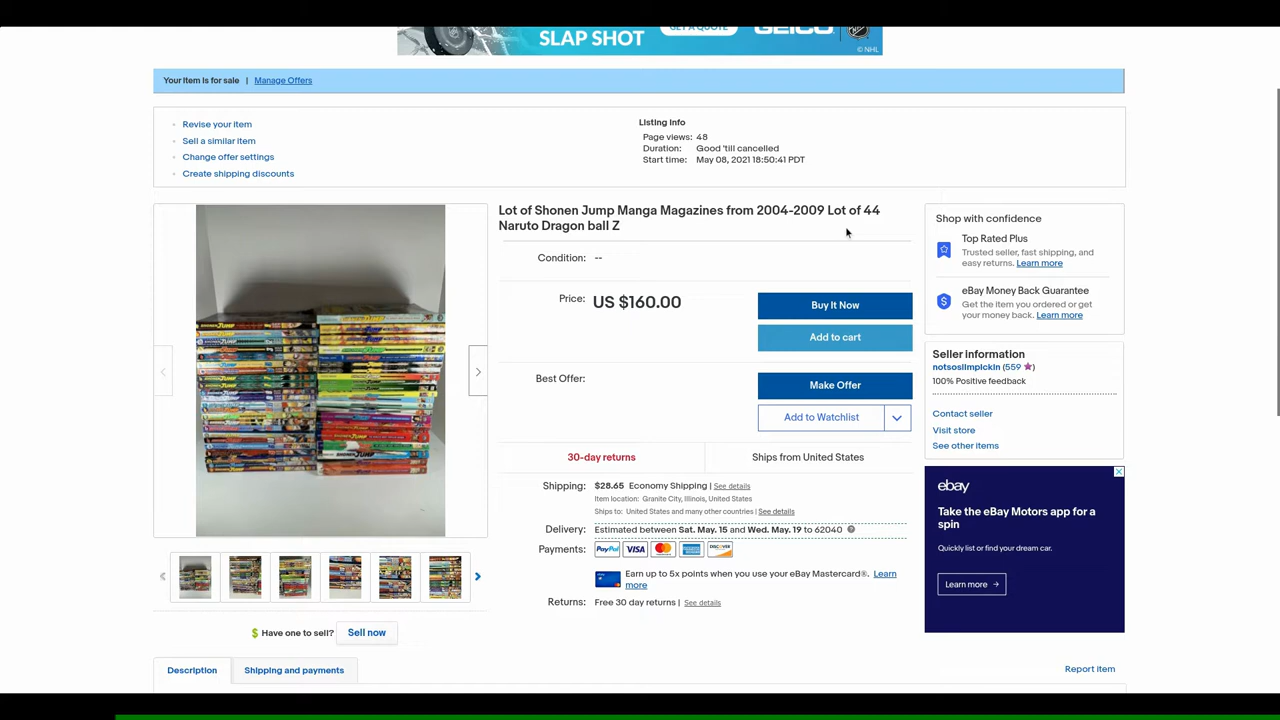 SLAP SHOT
GET A QUOTE
GEICO
© NHL
Your item is for sale | Manage Offers
Revise your item
Sell a similar item
Change offer settings
Create shipping discounts
Listing info
Page views: 48
Duration: Good 'till cancelled
Start time: May 08, 2021 18:50:41 PDT
Lot of Shonen Jump Manga Magazines from 2004-2009 Lot of 44
Naruto Dragon ball Z
Condition: --
Price: US $160.00
Buy It Now
Add to cart
Best Offer:
Make Offer
Add to Watchlist
30-day returns
Ships from United States
Shipping: $28.65 Economy Shipping | See details
Item location: Granite City, Illinois, United States
Ships to: United States and many other countries | See details
Delivery: Estimated between Sat. May. 15 and Wed. May. 19 to 62040
Payments: PayPal VISA
Earn up to 5x points when you use your eBay Mastercard®. Learn
more
Returns: Free 30 day returns | See details
Shop with confidence
Top Rated Plus
Trusted seller, fast shipping, and
easy returns. Learn more
eBay Money Back Guarantee
Get the item you ordered or get
your money back. Learn more
Seller information
notsoslimpickin (559)
100% Positive feedback
Contact seller
Visit store
See other items
ebay
Take the eBay Motors app for a
spin
Quickly list or find your dream car.
Learn more
Have one to sell? Sell now
Description
Shipping and payments
Report item